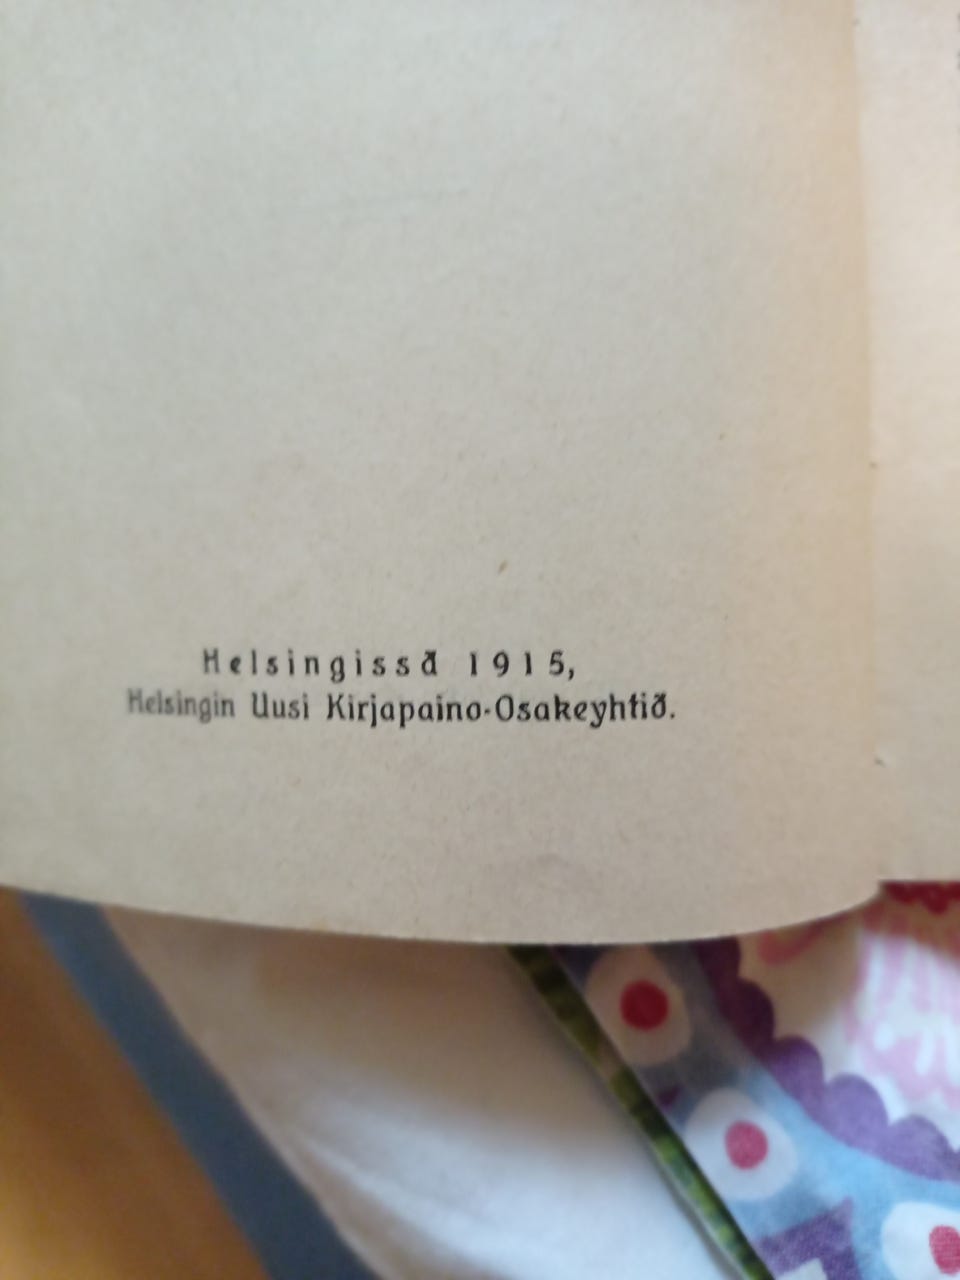 Helsingissä 1915,
Helsingin Uusi Kirjapaino-Osakeyhtiö.